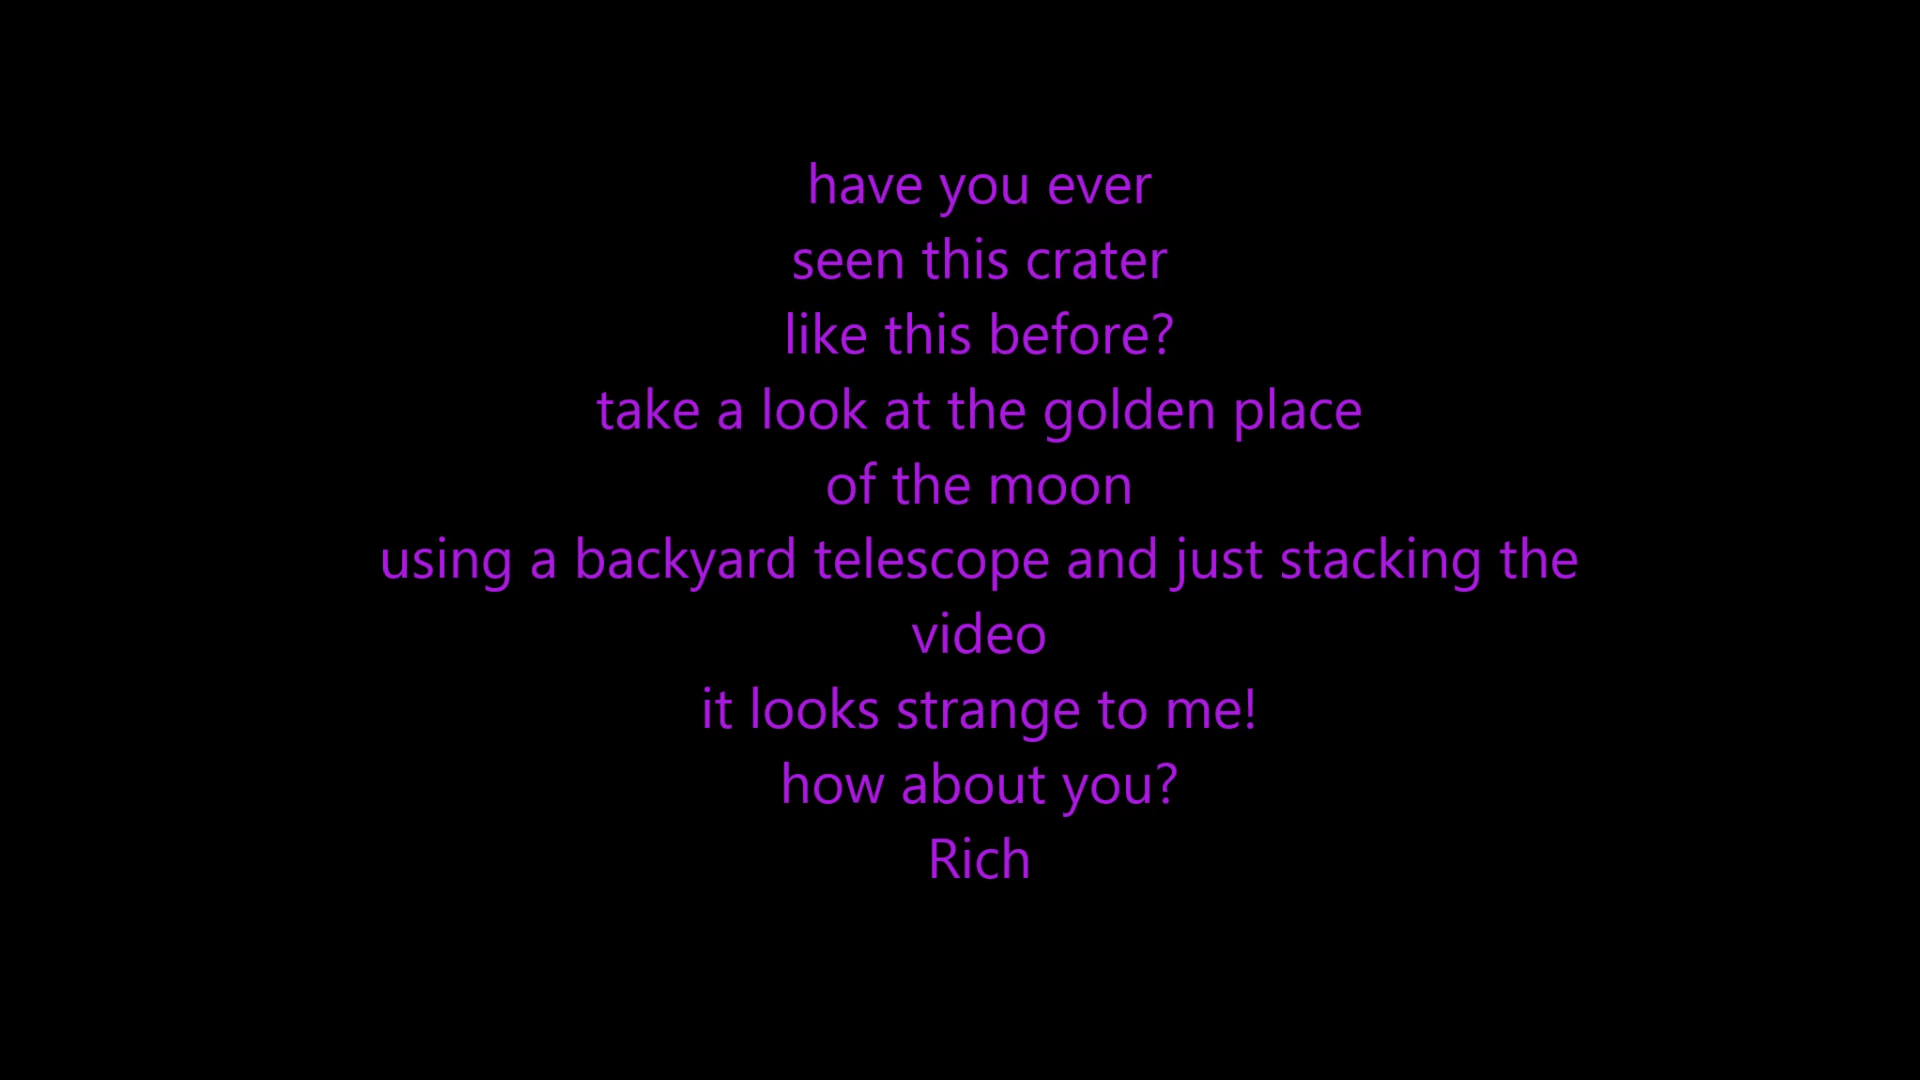 have you ever
seen this crater
like this before?
take a look at the golden place
of the moon
using a backyard telescope and just stacking the
video
it looks strange to me!
how about you?
Rich